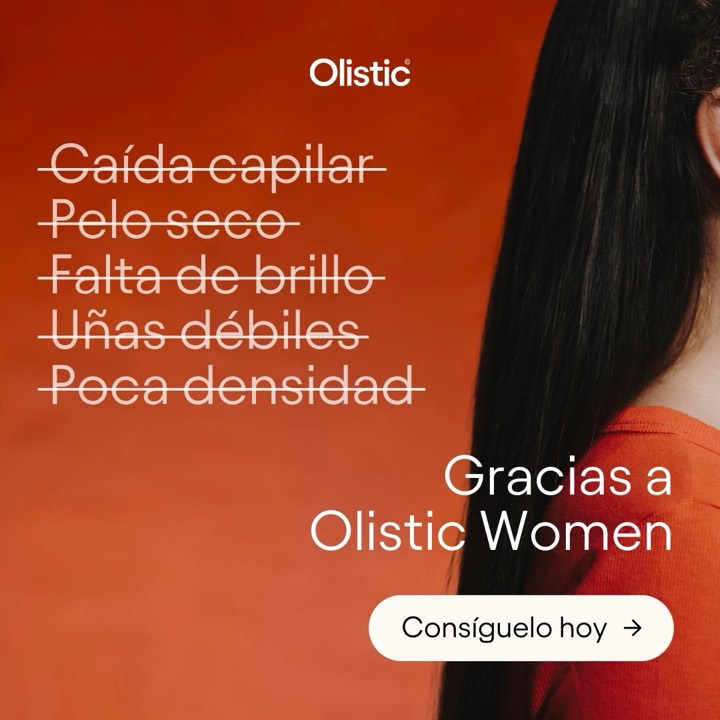 Olistic©
Caída capilar
Pelo seco
Falta de brillo
Uñas débiles
Poca densidad
Gracias a
Olistic Women
Consíguelo hoy →